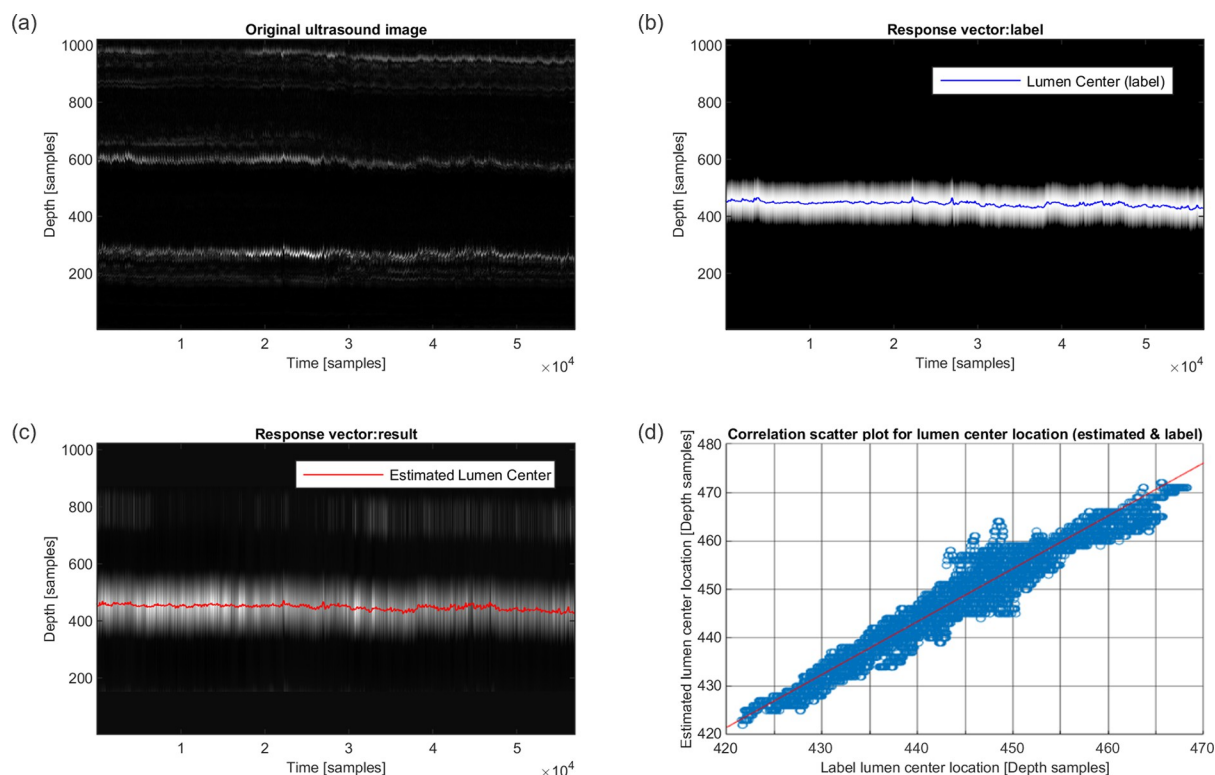 (a)
Original ultrasound image
1000
800
600
400
200
Depth [samples]
1 2 3 4 5
×10^4
Time [samples]
(b)
Response vector:label
Lumen Center (label)
1000
800
600
400
200
Depth [samples]
1 2 3 4 5
×10^4
Time [samples]
(c)
Response vector:result
Estimated Lumen Center
1000
800
600
400
200
Depth [samples]
1 2 3 4 5
×10^4
Time [samples]
(d)
Correlation scatter plot for lumen center location (estimated & label)
480
470
460
450
440
430
420
Estimated lumen center location [Depth samples]
420 430 440 450 460 470
Label lumen center location [Depth samples]